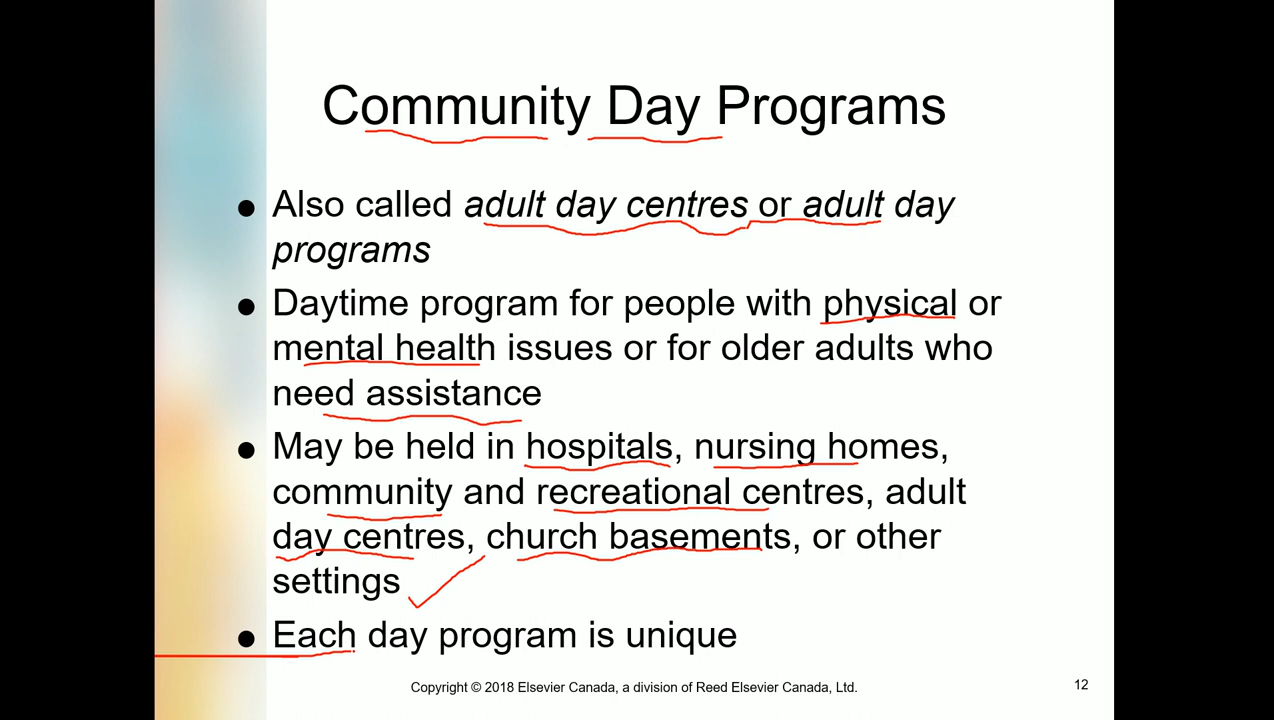 Community Day Programs
● Also called adult day centres or adult day
programs
● Daytime program for people with physical or
mental health issues or for older adults who
need assistance
● May be held in hospitals, nursing homes,
community and recreational centres, adult
day centres, church basements, or other
settings
● Each day program is unique
Copyright © 2018 Elsevier Canada, a division of Reed Elsevier Canada, Ltd.
12